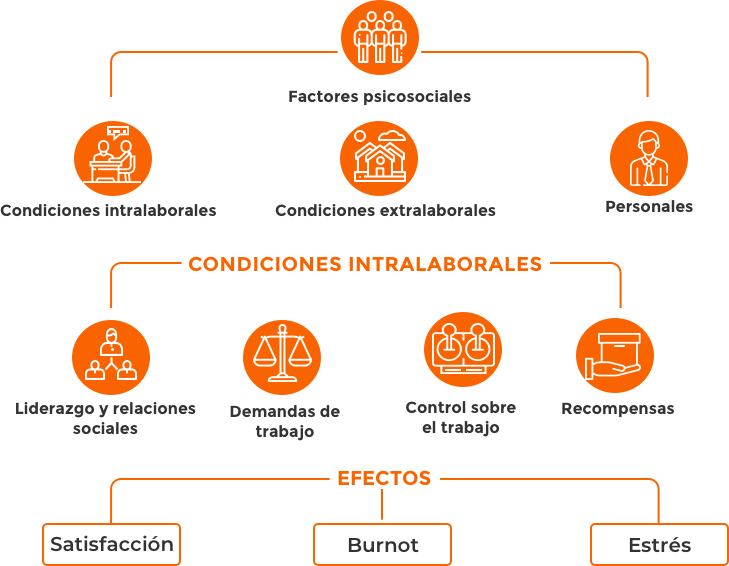 Factores psicosociales
Condiciones intralaborales
Condiciones extralaborales
Personales
CONDICIONES INTRALABORALES
Liderazgo y relaciones
sociales
Demandas de
trabajo
Control sobre
el trabajo
Recompensas
EFECTOS
Satisfacción
Burnot
Estrés